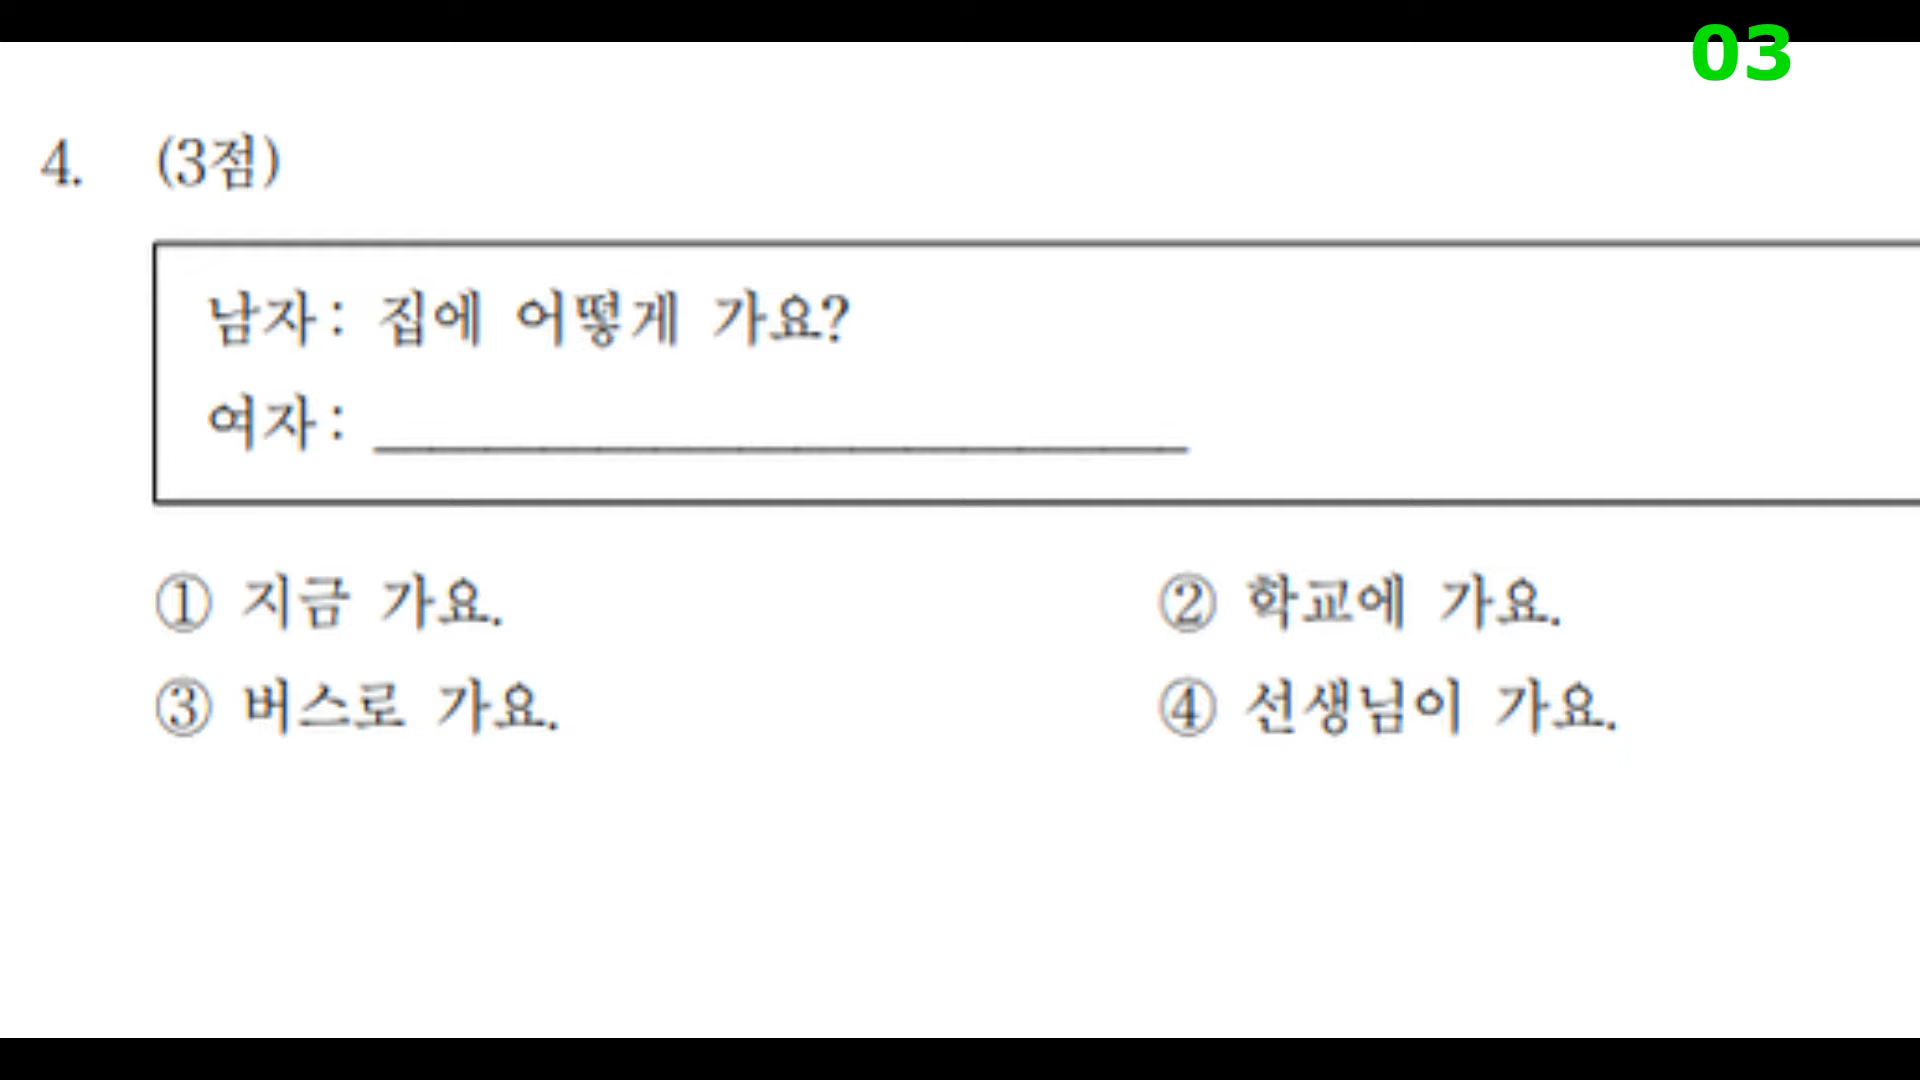 03
4. (3점)
남자: 집에 어떻게 가요?
여자: ____________________
① 지금 가요.
② 학교에 가요.
③ 버스로 가요.
④ 선생님이 가요.